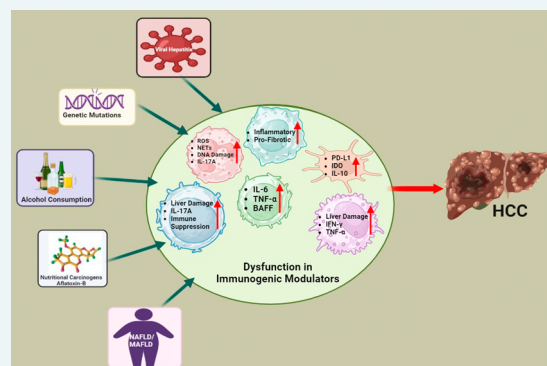 Viral Hepatitis
Genetic Mutations
Alcohol Consumption
Nutritional Carcinogens
Aflatoxin-B
NAFLD/
MAFLD
ROS
NETs
DNA Damage
IL-17A
Inflammatory
Pro-Fibrotic
PD-L1
IDO
IL-10
Liver Damage
IL-17A
Immune
Suppression
IL-6
TNF-α
BAFF
Liver Damage
IFN-γ
TNF-α
Dysfunction in
Immunogenic Modulators
HCC